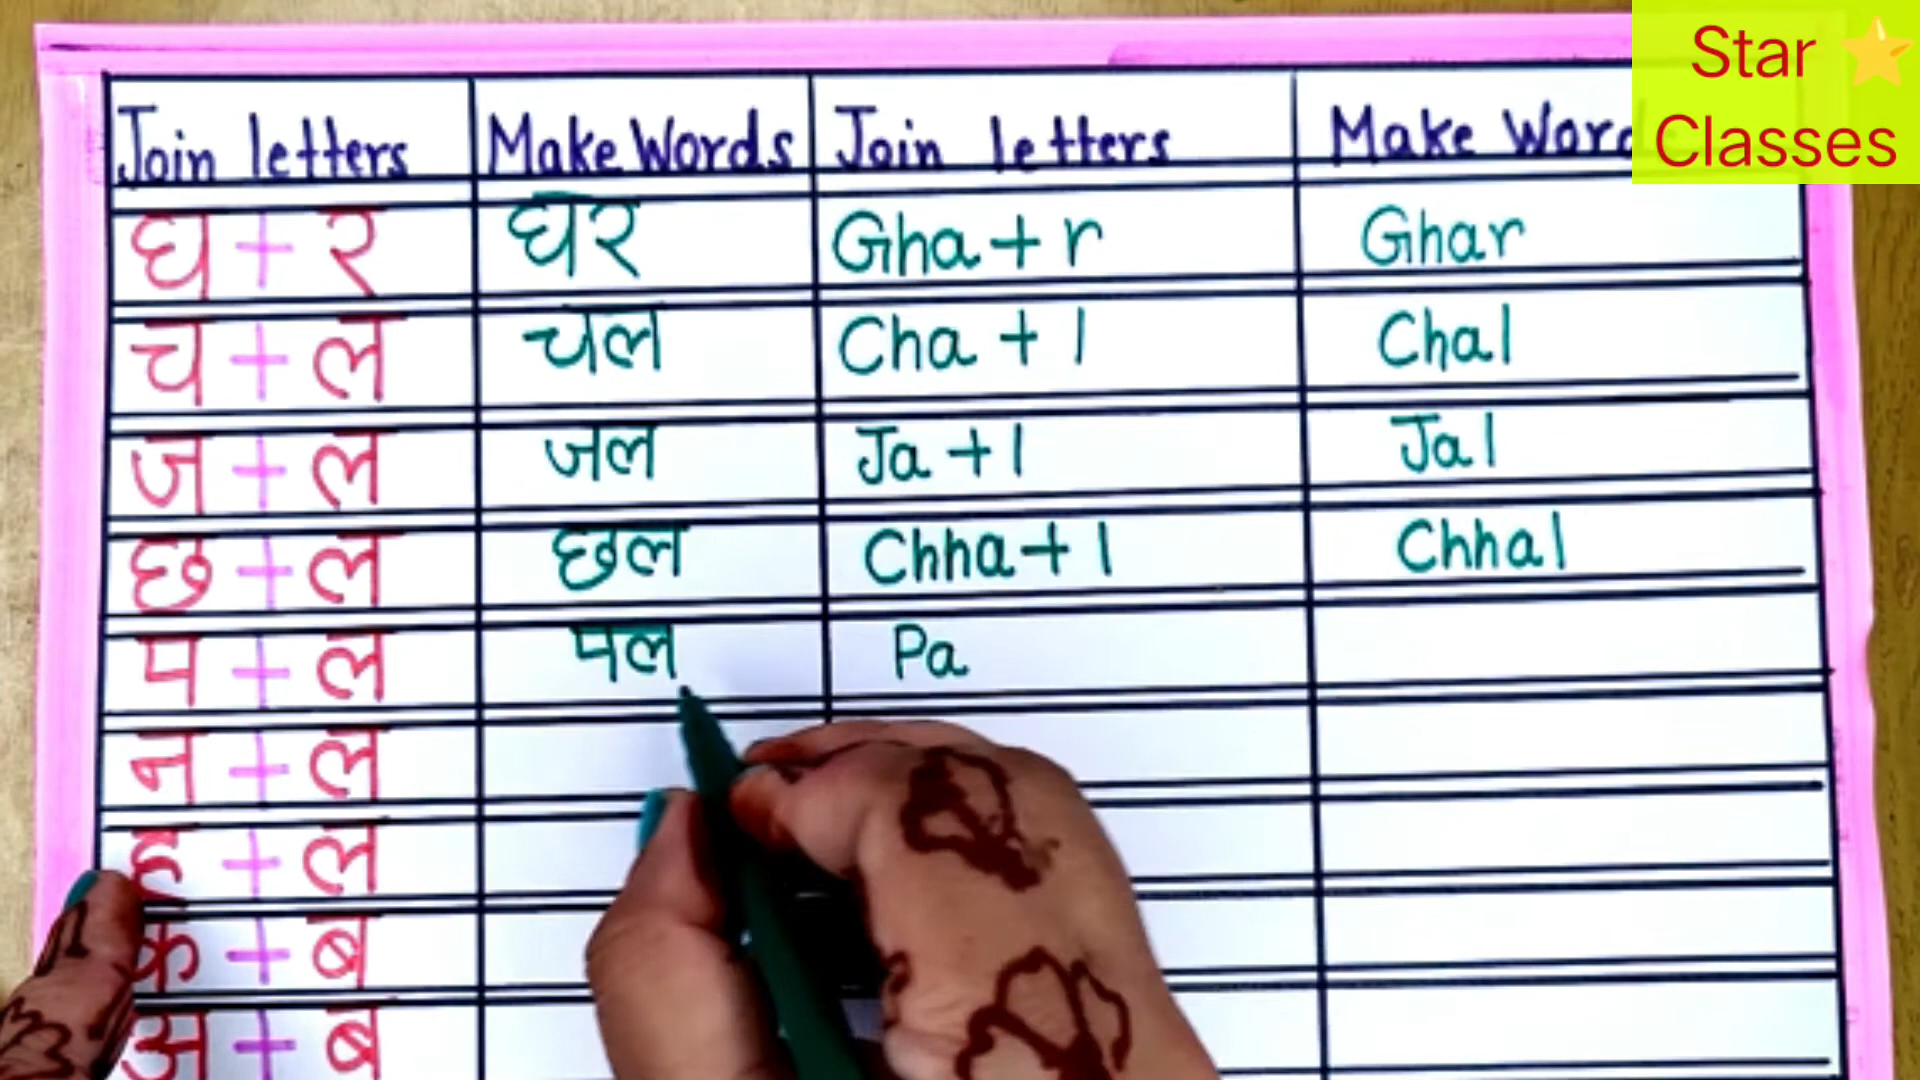 Star
Classes
Join letters Make Words Join letters Make Word
घ + र घर Gha + r Ghar
च + ल चल Cha + l Chal
ज + ल जल Ja + l Jal
छ + ल छल Chha + l Chhal
प + ल पल Pa
न + ल
ह + ल
क + ब
अ + ब